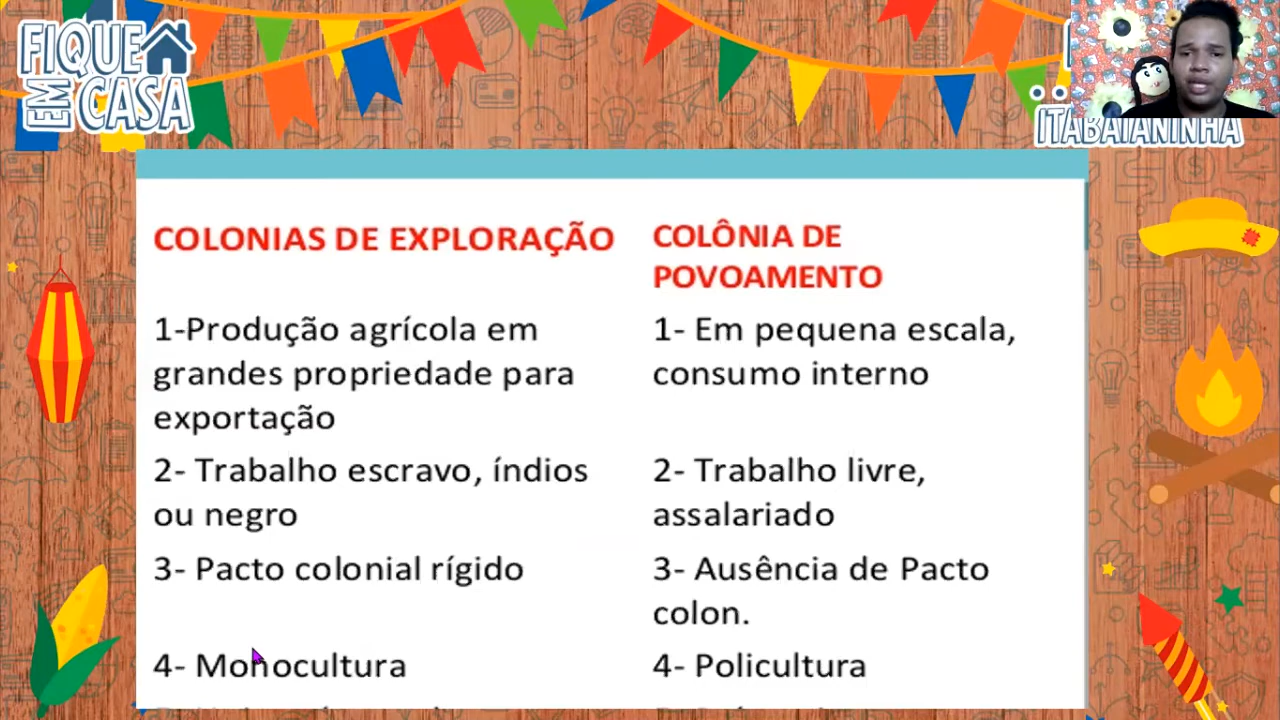 FIQUE
EM CASA
ITABAIANINHA
COLONIAS DE EXPLORAÇÃO
1-Produção agrícola em
grandes propriedade para
exportação
2- Trabalho escravo, índios
ou negro
3- Pacto colonial rígido
4- Monocultura
COLÔNIA DE
POVOAMENTO
1- Em pequena escala,
consumo interno
2- Trabalho livre,
assalariado
3- Ausência de Pacto
colon.
4- Policultura